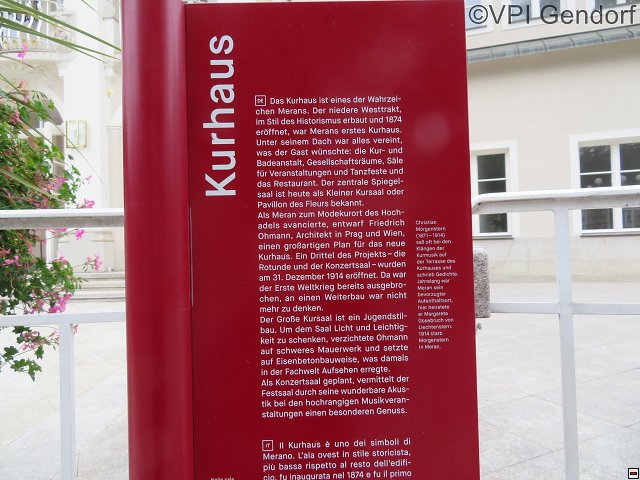 ©VPI Gendorf
Kurhaus
DE Das Kurhaus ist eines der Wahrzei-
chen Merans. Der niedere Westtrakt,
im Stil des Historismus erbaut und 1874
eröffnet, war Merans erstes Kurhaus.
Unter seinem Dach war alles vereint,
was der Gast wünschte: die Kur- und
Badeanstalt, Gesellschaftsräume, Säle
für Veranstaltungen und Tanzfeste und
das Restaurant. Der zentrale Spiegel-
saal ist heute als Kleiner Kursaal oder
Pavillon des Fleurs bekannt.
Als Meran zum Modekurort des Hoch-
adels avancierte, entwarf Friedrich
Ohmann, Architekt in Prag und Wien,
einen großartigen Plan für das neue
Kurhaus. Ein Drittel des Projekts – die
Rotunde und der Konzertsaal – wurden
am 31. Dezember 1914 eröffnet. Da war
der Erste Weltkrieg bereits ausgebro-
chen, an einen Weiterbau war nicht
mehr zu denken.
Der Große Kursaal ist ein Jugendstil-
bau. Um dem Saal Licht und Leichtig-
keit zu schenken, verzichtete Ohmann
auf schweres Mauerwerk und setzte
auf Eisenbetonbauweise, was damals
in der Fachwelt Aufsehen erregte.
Als Konzertsaal geplant, vermittelt der
Festsaal durch seine wunderbare Akus-
tik bei den hochrangigen Musikveran-
staltungen einen besonderen Genuss.
Christian
Morgenstern
(1871 – 1914)
saß oft bei den
Klängen der
Kurmusik auf
der Terrasse des
Kurhauses und
schrieb Gedichte.
Jahrelang war
Meran sein
bevorzugter
Aufenthaltsort,
hier heiratete
er Margareta
Gosebruch von
Liechtenstern.
1914 starb
Morgenstern
in Meran.
IT Il Kurhaus è uno dei simboli di
Merano. L'ala ovest in stile storicista,
più bassa rispetto al resto dell'edifi-
cio, fu inaugurata nel 1874 e fu il primo
Nelle sale